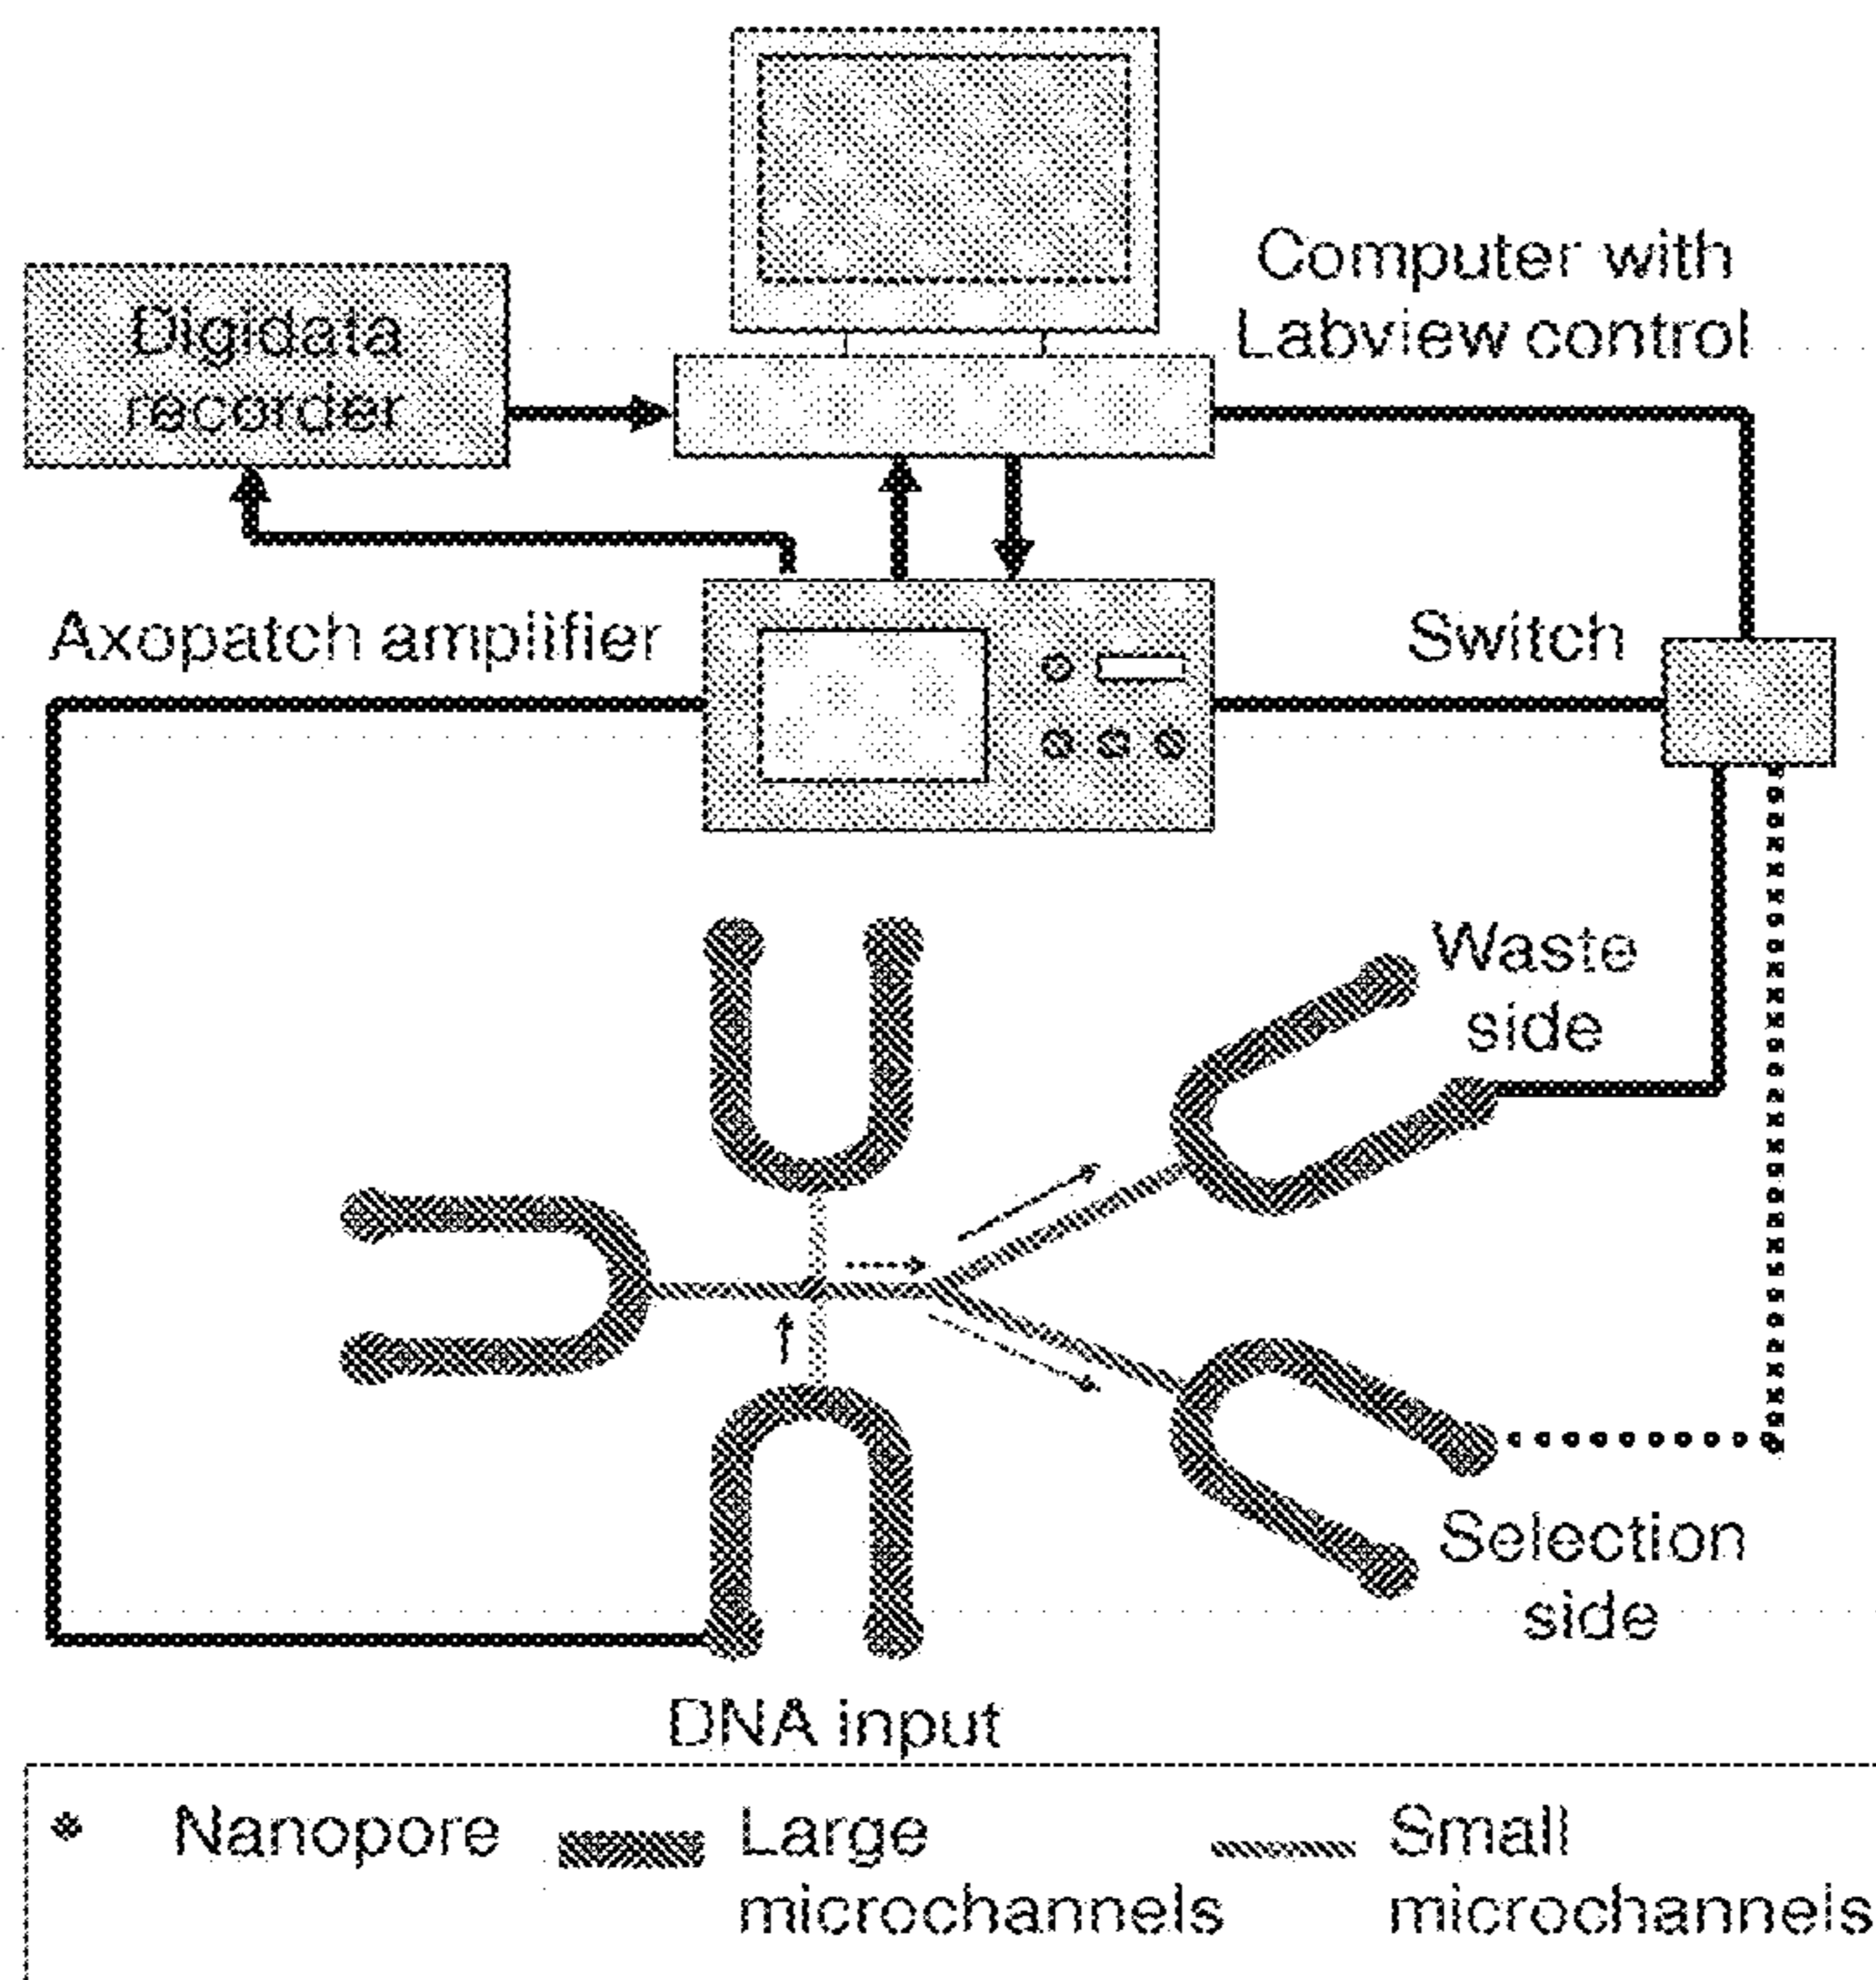 Computer with
Labview control
Digidata
recorder
Axopatch amplifier
Switch
Waste
side
Selection
side
DNA input
Nanopore
Large
microchannels
Small
microchannels